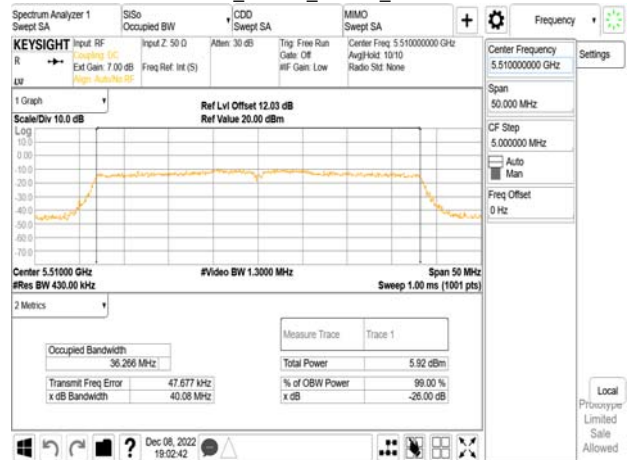 Spectrum Analyzer 1
Swept SA
SISo
Occupied BW
CDD
Swept SA
MIMO
Swept SA
+
Frequency
KEYSIGHT
R
Input: RF
Coupling: DC
Ext Gain: 7.00 dB
Align: Auto/No RF
Input Z: 50 Ω
Freq Ref: Int (S)
Atten: 30 dB
Trig: Free Run
Gate: Off
#IF Gain: Low
Center Freq: 5.510000000 GHz
Avg|Hold: 10/10
Radio Std: None
Center Frequency
5.510000000 GHz
Settings
Span
50.000 MHz
CF Step
5.000000 MHz
Auto
Man
Freq Offset
0 Hz
1 Graph
Scale/Div 10.0 dB
Ref Lvl Offset 12.03 dB
Ref Value 20.00 dBm
Log
10.0
0.00
-10.0
-20.0
-30.0
-40.0
-50.0
-60.0
-70.0
Center 5.51000 GHz
#Res BW 430.00 kHz
#Video BW 1.3000 MHz
Span 50 MHz
Sweep 1.00 ms (1001 pts)
2 Metrics
Measure Trace
Trace 1
Occupied Bandwidth
36.266 MHz
Total Power
5.92 dBm
Transmit Freq Error
47.677 kHz
% of OBW Power
99.00 %
x dB Bandwidth
40.08 MHz
x dB
-26.00 dB
Local
Prototype
Limited
Sale
Allowed
?
Dec 08, 2022
19:02:42